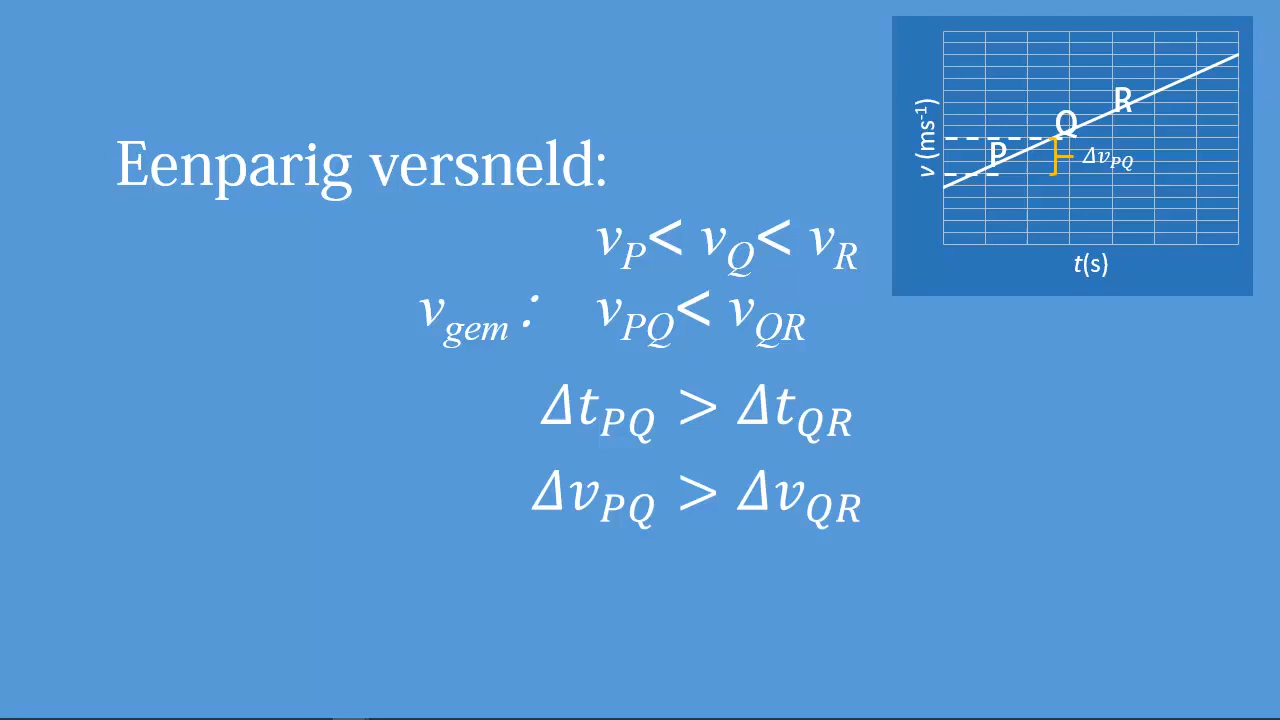 Eenparig versneld:
v_P < v_Q < v_R
v_gem : v_PQ < v_QR
Δt_PQ > Δt_QR
Δv_PQ > Δv_QR
v (ms⁻¹)
R
Q
P
Δv_PQ
t(s)